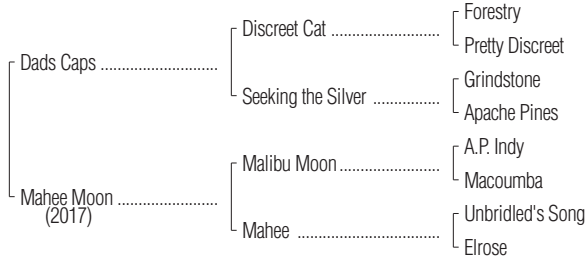 Dads Caps ............................
Mahee Moon ..........................
(2017)
Discreet Cat ............................
Seeking the Silver .................
Malibu Moon ..........................
Mahee .....................................
Forestry
Pretty Discreet
Grindstone
Apache Pines
A.P. Indy
Macoumba
Unbridled's Song
Elrose